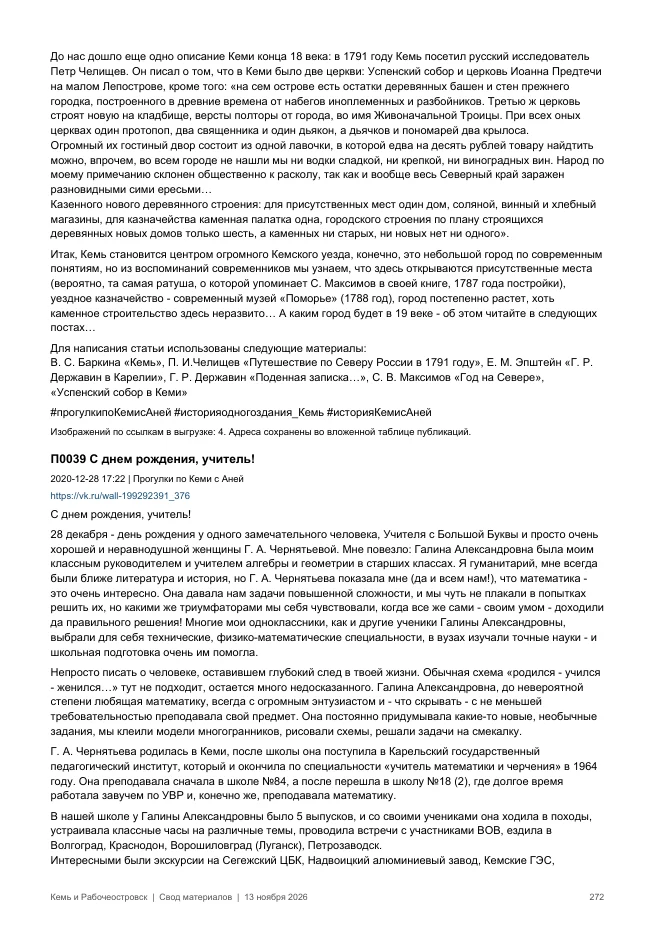 До нас дошло еще одно описание Кеми конца 18 века: в 1791 году Кемь посетил русский исследователь
Петр Челищев. Он писал о том, что в Кеми было две церкви: Успенский собор и церковь Иоанна Предтечи
на малом Лепострове, кроме того: «на сем острове есть остатки деревянных башен и стен прежнего
городка, построенного в древние времена от набегов иноплеменных и разбойников. Третью ж церковь
строят новую на кладбище, версты полторы от города, во имя Живоначальной Троицы. При всех оных
церквах один протопоп, два священника и один дьякон, а дьячков и пономарей два крылоса.
Огромный их гостиный двор состоит из одной лавочки, в которой едва на десять рублей товару найдтить
можно, впрочем, во всем городе не нашли мы ни водки сладкой, ни крепкой, ни виноградных вин. Народ по
моему примечанию склонен общественно к расколу, так как и вообще весь Северный край заражен
разновидными сими ересьми…
Казенного нового деревянного строения: для присутственных мест один дом, соляной, винный и хлебный
магазины, для казначейства каменная палатка одна, городского строения по плану строящихся
деревянных новых домов только шесть, а каменных ни старых, ни новых нет ни одного».
Итак, Кемь становится центром огромного Кемского уезда, конечно, это небольшой город по современным
понятиям, но из воспоминаний современников мы узнаем, что здесь открываются присутственные места
(вероятно, та самая ратуша, о которой упоминает С. Максимов в своей книге, 1787 года постройки),
уездное казначейство - современный музей «Поморье» (1788 год), город постепенно растет, хоть
каменное строительство здесь неразвито… А каким город будет в 19 веке - об этом читайте в следующих
постах…
Для написания статьи использованы следующие материалы:
В. С. Баркина «Кемь», П. И.Челищев «Путешествие по Северу России в 1791 году», Е. М. Эпштейн «Г. Р.
Державин в Карелии», Г. Р. Державин «Поденная записка…», С. В. Максимов «Год на Севере»,
«Успенский собор в Кеми»
#прогулкипоКемисАней #историяодногоздания_Кемь #историяКемисАней
Изображений по ссылкам в выгрузке: 4. Адреса сохранены во вложенной таблице публикаций.
П0039 С днем рождения, учитель!
2020-12-28 17:22 | Прогулки по Кеми с Аней
https://vk.ru/wall-199292391_376
С днем рождения, учитель!
28 декабря - день рождения у одного замечательного человека, Учителя с Большой Буквы и просто очень
хорошей и неравнодушной женщины Г. А. Чернятьевой. Мне повезло: Галина Александровна была моим
классным руководителем и учителем алгебры и геометрии в старших классах. Я гуманитарий, мне всегда
были ближе литература и история, но Г. А. Чернятьева показала мне (да и всем нам!), что математика -
это очень интересно. Она давала нам задачи повышенной сложности, и мы чуть не плакали в попытках
решить их, но какими же триумфаторами мы себя чувствовали, когда все же сами - своим умом - доходили
да правильного решения! Многие мои одноклассники, как и другие ученики Галины Александровны,
выбрали для себя технические, физико-математические специальности, в вузах изучали точные науки - и
школьная подготовка очень им помогла.
Непросто писать о человеке, оставившем глубокий след в твоей жизни. Обычная схема «родился - учился
- женился…» тут не подходит, остается много недосказанного. Галина Александровна, до невероятной
степени любящая математику, всегда с огромным энтузиастом и - что скрывать - с не меньшей
требовательностью преподавала свой предмет. Она постоянно придумывала какие-то новые, необычные
задания, мы клеили модели многогранников, рисовали схемы, решали задачи на смекалку.
Г. А. Чернятьева родилась в Кеми, после школы она поступила в Карельский государственный
педагогический институт, который и окончила по специальности «учитель математики и черчения» в 1964
году. Она преподавала сначала в школе №84, а после перешла в школу №18 (2), где долгое время
работала завучем по УВР и, конечно же, преподавала математику.
В нашей школе у Галины Александровны было 5 выпусков, и со своими учениками она ходила в походы,
устраивала классные часы на различные темы, проводила встречи с участниками ВОВ, ездила в
Волгоград, Краснодон, Ворошиловград (Луганск), Петрозаводск.
Интересными были экскурсии на Сегежский ЦБК, Надвоицкий алюминиевый завод, Кемские ГЭС,
Кемь и Рабочеостровск | Свод материалов | 13 ноября 2026
272